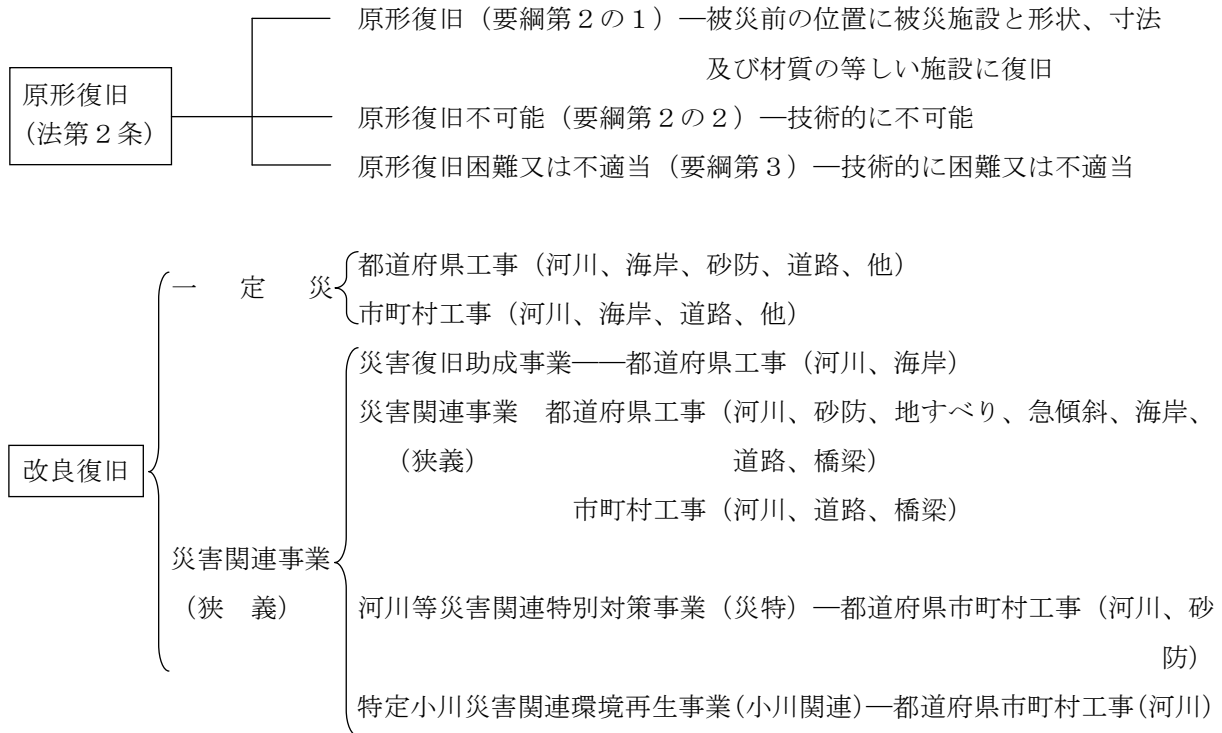 原形復旧（要綱第２の１）―被災前の位置に被災施設と形状、寸法
及び材質の等しい施設に復旧
原形復旧
(法第２条)
原形復旧不可能（要綱第２の２）―技術的に不可能
原形復旧困難又は不適当（要綱第３）―技術的に困難又は不適当
一　定　災
都道府県工事（河川、海岸、砂防、道路、他）
市町村工事（河川、海岸、道路、他）
災害復旧助成事業――都道府県工事（河川、海岸）
災害関連事業　都道府県工事（河川、砂防、地すべり、急傾斜、海岸、
（狭義）　道路、橋梁）
市町村工事（河川、道路、橋梁）
改良復旧
災害関連事業
（狭　義）
河川等災害関連特別対策事業（災特）―都道府県市町村工事（河川、砂
防）
特定小川災害関連環境再生事業(小川関連)―都道府県市町村工事(河川)